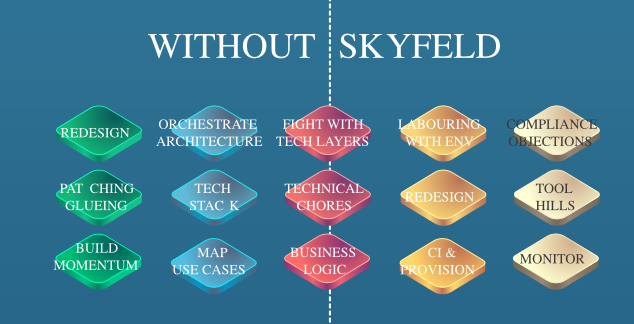 WITHOUT SKYFELD
REDESIGN
ORCHESTRATE
ARCHITECTURE
FIGHT WITH
TECH LAYERS
LABOURING
WITH ENV
COMPLIANCE
OBJECTIONS
PAT CHING
GLUEING
TECH
STAC K
TECHNICAL
CHORES
REDESIGN
TOOL
HILLS
BUILD
MOMENTUM
MAP
USE CASES
BUSINESS
LOGIC
CI &
PROVISION
MONITOR